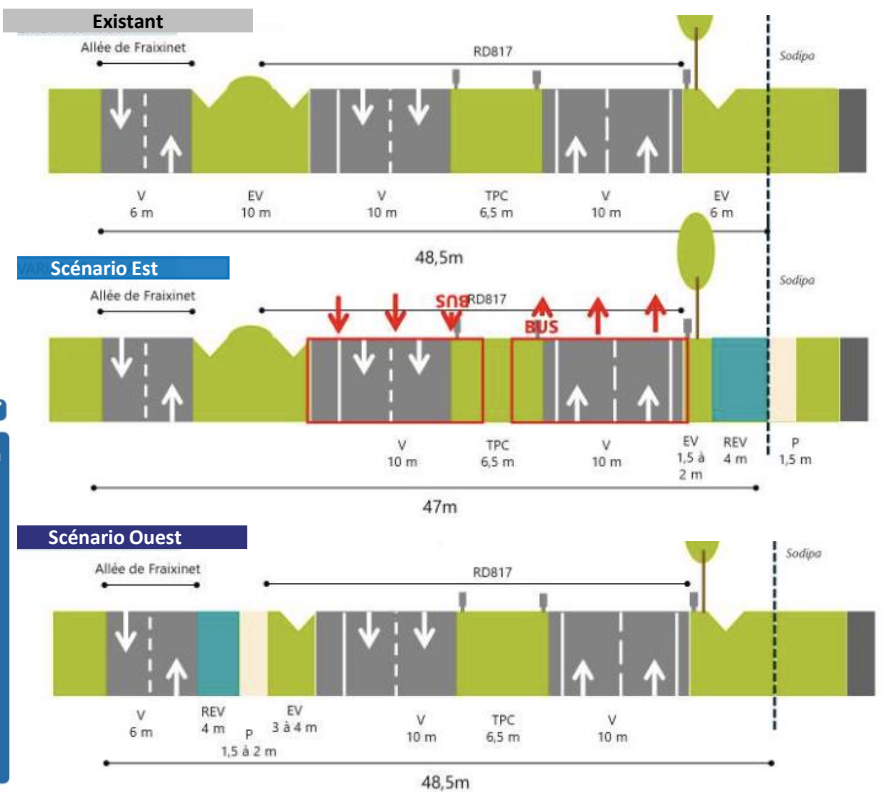 Existant
Allée de Fraixinet
RD817
Sodipa
V
6 m
EV
10 m
V
10 m
TPC
6,5 m
V
10 m
EV
6 m
48,5m
Scénario Est
Allée de Fraixinet
BUS
RD817
BUS
Sodipa
V
10 m
TPC
6,5 m
V
10 m
EV
1,5 à
2 m
REV
4 m
P
1,5 m
47m
Scénario Ouest
Allée de Fraixinet
RD817
Sodipa
V
6 m
REV
4 m
P
1,5 à 2 m
EV
3 à 4 m
V
10 m
TPC
6,5 m
V
10 m
48,5m